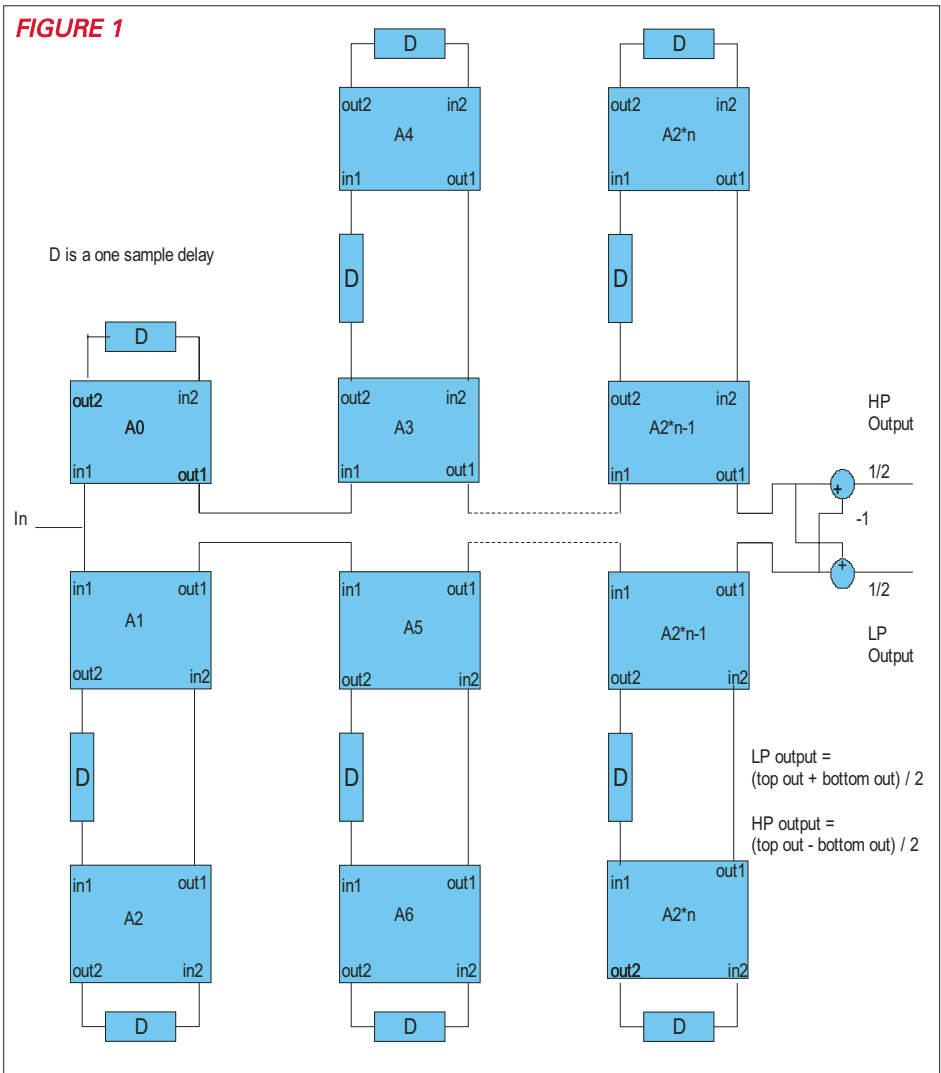 FIGURE 1
D
D
out2 in2
A4
in1 out1
out2 in2
A2*n
in1 out1
D is a one sample delay
D
D
D
out2 in2
A0
in1 out1
out2 in2
A3
in1 out1
out2 in2
A2*n-1
in1 out1
HP
Output
1/2
+
-1
In
+
1/2
LP
Output
in1 out1
A1
out2 in2
in1 out1
A5
out2 in2
in1 out1
A2*n-1
out2 in2
D
D
D
LP output =
(top out + bottom out) / 2
HP output =
(top out - bottom out) / 2
in1 out1
A2
out2 in2
in1 out1
A6
out2 in2
in1 out1
A2*n
out2 in2
D
D
D